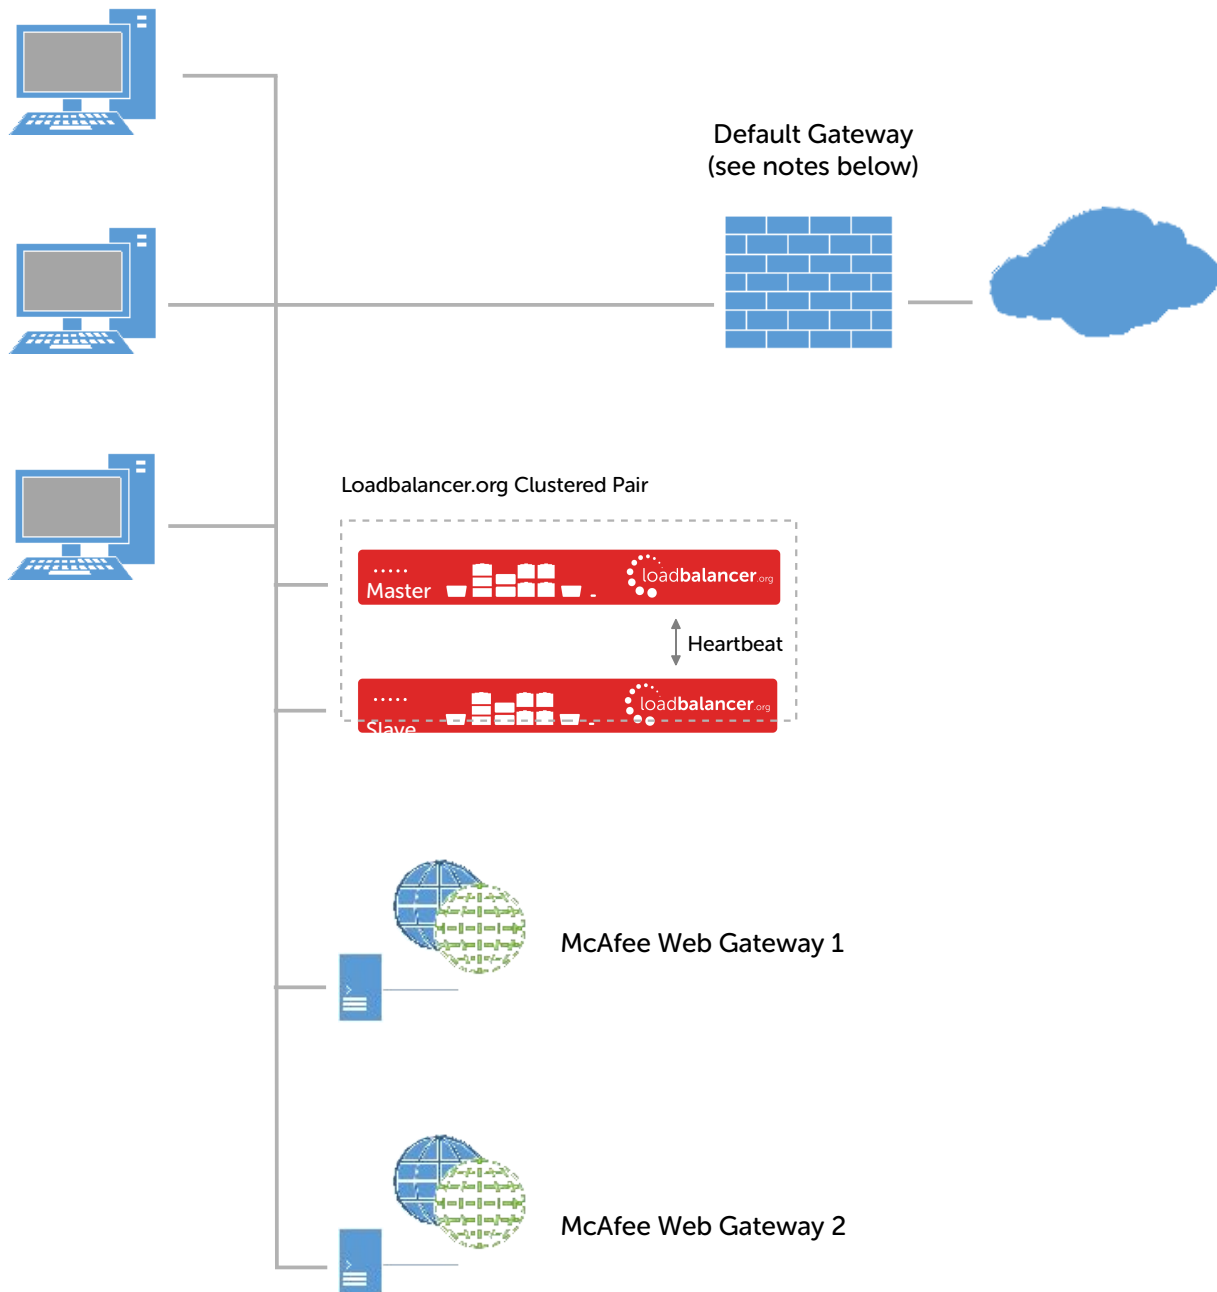 Default Gateway
(see notes below)
Loadbalancer.org Clustered Pair
Master
loadbalancer.org
Heartbeat
Slave
loadbalancer.org
McAfee Web Gateway 1
McAfee Web Gateway 2